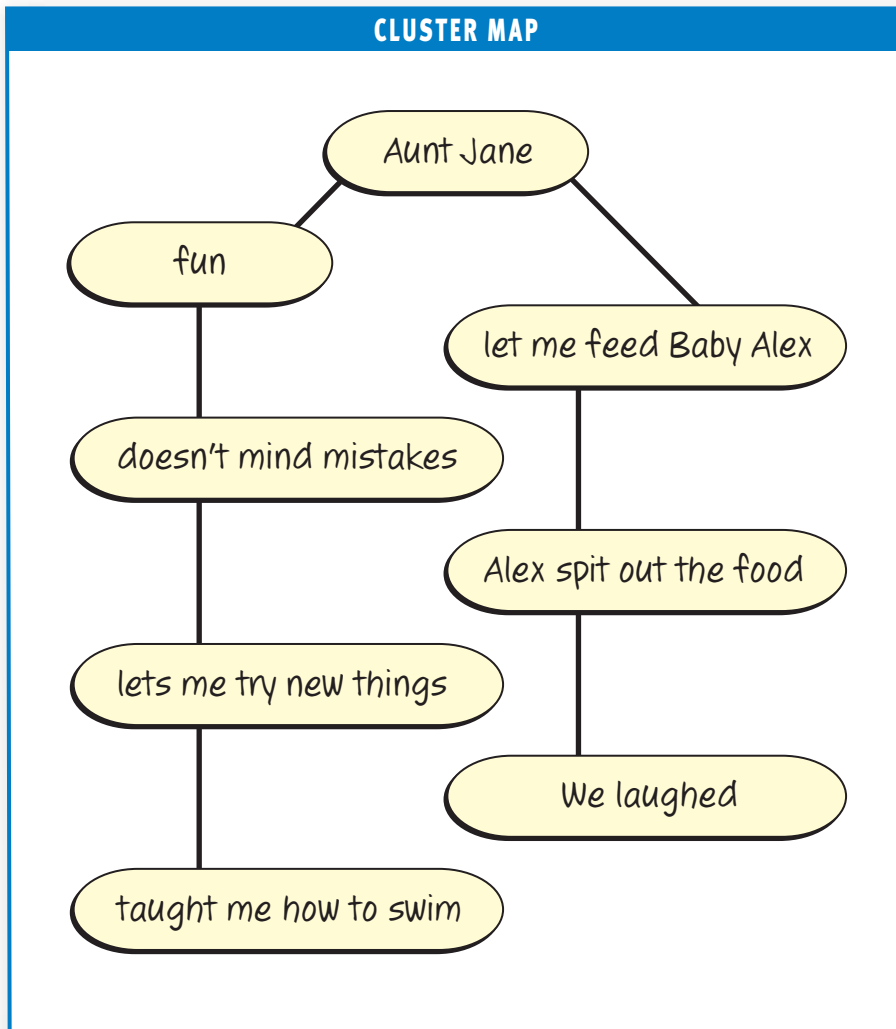 CLUSTER MAP
Aunt Jane
fun
let me feed Baby Alex
doesn't mind mistakes
Alex spit out the food
lets me try new things
We laughed
taught me how to swim